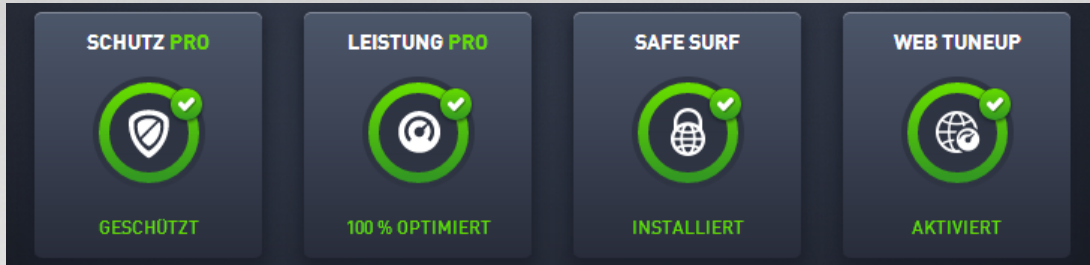 SCHUTZ PRO
GESCHÜTZT
LEISTUNG PRO
100 % OPTIMIERT
SAFE SURF
INSTALLIERT
WEB TUNEUP
AKTIVIERT